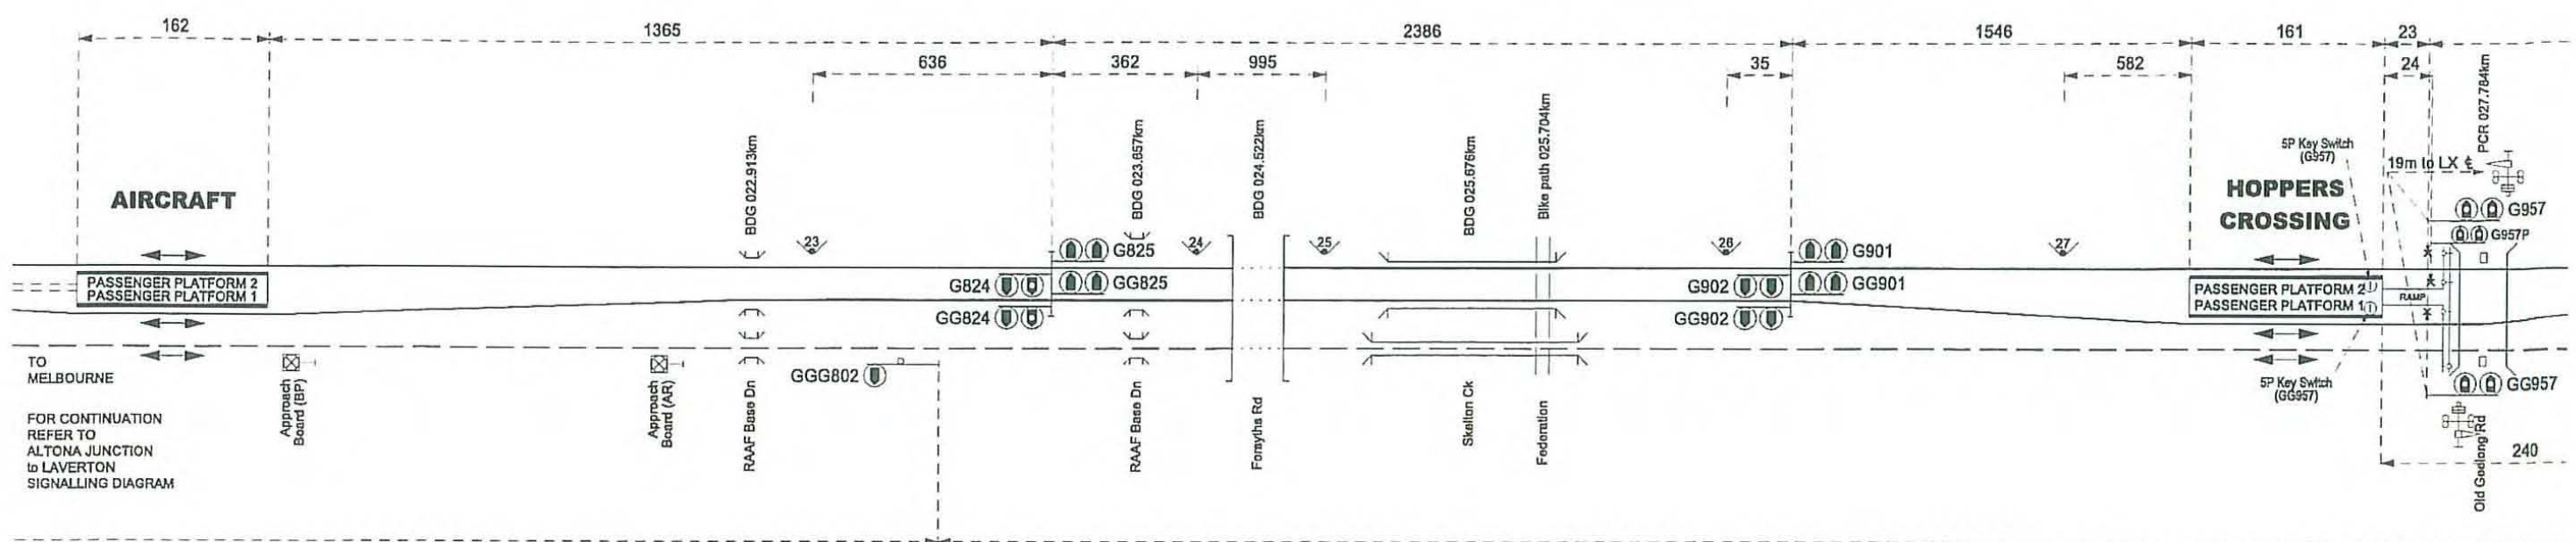 162
1365
2386
1546
161
23
636
362
995
35
582
24
BDG 022.913km
BDG 023.857km
BDG 024.522km
BDG 025.676km
Bike path 025.704km
PCR 027.784km
5P Key Switch
(G957)
19m to LX ℄
AIRCRAFT
HOPPERS
CROSSING
G957
G957P
23
24
25
26
27
G825
G901
PASSENGER PLATFORM 2
PASSENGER PLATFORM 1
G824
GG825
G902
GG901
PASSENGER PLATFORM 2
PASSENGER PLATFORM 1
RAMP
GG824
GG902
TO
MELBOURNE
Approach
Board (BP)
Approach
Board (AR)
RAAF Base Dn
GGG802
RAAF Base Dn
Forsyths Rd
Skelton Ck
Federation
5P Key Switch
(GG957)
GG957
Old Geelong Rd
240
FOR CONTINUATION
REFER TO
ALTONA JUNCTION
to LAVERTON
SIGNALLING DIAGRAM